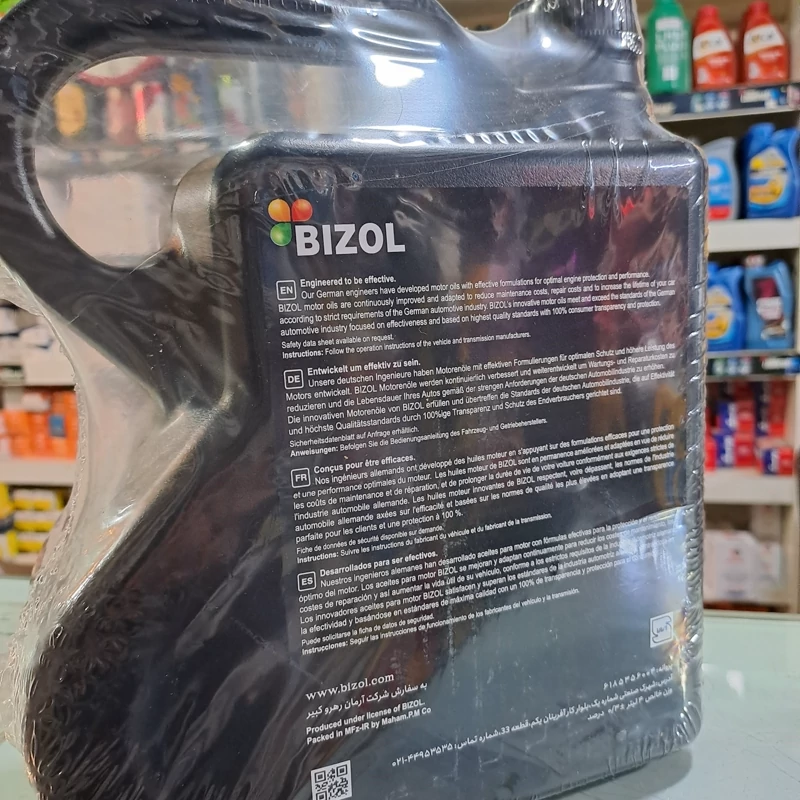 BIZOL
EN Engineered to be effective.
Our German engineers have developed motor oils with effective formulations for optimal engine protection and performance.
BIZOL motor oils are continuously improved and adapted to reduce maintenance costs, repair costs and to increase the lifetime of your car
according to strict requirements of the German automotive industry. BIZOL's innovative motor oils meet and exceed the standards of the German
automotive industry focused on effectiveness and based on highest quality standards with 100% consumer transparency and protection.
Safety data sheet available on request.
Instructions: Follow the operation instructions of the vehicle and transmission manufacturers.
DE Entwickelt um effektiv zu sein.
Unsere deutschen Ingenieure haben Motorenöle mit effektiven Formulierungen für optimalen Schutz und höhere Leistung des
Motors entwickelt. BIZOL Motorenöle werden kontinuierlich verbessert und weiterentwickelt um Wartungs- und Reparaturkosten zu
reduzieren und die Lebensdauer Ihres Autos gemäß der strengen Anforderungen der deutschen Automobilindustrie zu erhöhen.
Die innovativen Motorenöle von BIZOL erfüllen und übertreffen die Standards der deutschen Automobilindustrie, die auf Effektivität
und höchste Qualitätsstandards durch 100%ige Transparenz und Schutz des Endverbrauchers gerichtet sind.
Sicherheitsdatenblatt auf Anfrage erhältlich.
Anweisungen: Befolgen Sie die Bedienungsanleitung des Fahrzeug- und Getriebeherstellers.
FR Conçus pour être efficaces.
Nos ingénieurs allemands ont développé des huiles moteur en s'appuyant sur des formulations efficaces pour une protection
et une performance optimales du moteur. Les huiles moteur de BIZOL sont en permanence améliorées et adaptées en vue de réduire
les coûts de maintenance et de réparation, et de prolonger la durée de vie de votre voiture conformément aux exigences strictes de
l'industrie automobile allemande. Les huiles moteur innovantes de BIZOL respectent, voire dépassent, les normes de l'industrie
automobile allemande axées sur l'efficacité et basées sur les normes de qualité les plus élevées en adoptant une transparence
parfaite pour les clients et une protection à 100 %.
Fiche de données de sécurité disponible sur demande.
Instructions: Suivre les instructions du fabricant du véhicule et du fabricant de la transmission.
ES Desarrollados para ser efectivos.
Nuestros ingenieros alemanes han desarrollado aceites para motor con fórmulas efectivas para la protección y
óptimo del motor. Los aceites para motor BIZOL se mejoran y adaptan continuamente para reducir los costes
costes de reparación y así aumentar la vida útil de su vehículo, conforme a los estrictos requisitos de la industria
Los innovadores aceites para motor BIZOL satisfacen y superan los estándares de la industria automotriz
la efectividad y basándose en estándares de máxima calidad con un 100% de transparencia y protección para el
Puede solicitarse la ficha de datos de seguridad.
Instrucciones: Seguir las instrucciones de funcionamiento de los fabricantes del vehículo y la transmisión.
www.bizol.com
به سفارش شرکت آرمان رهرو کبیر
Produced under license of BIZOL.
Packed in MFz-IR by Maham.P.M Co
شهرک صنعتی شماره یک، بلوار کارآفرینان یکم، قطعه 33، شماره تماس: ۰۲۱-۴۴۹۵۳۵۳۵